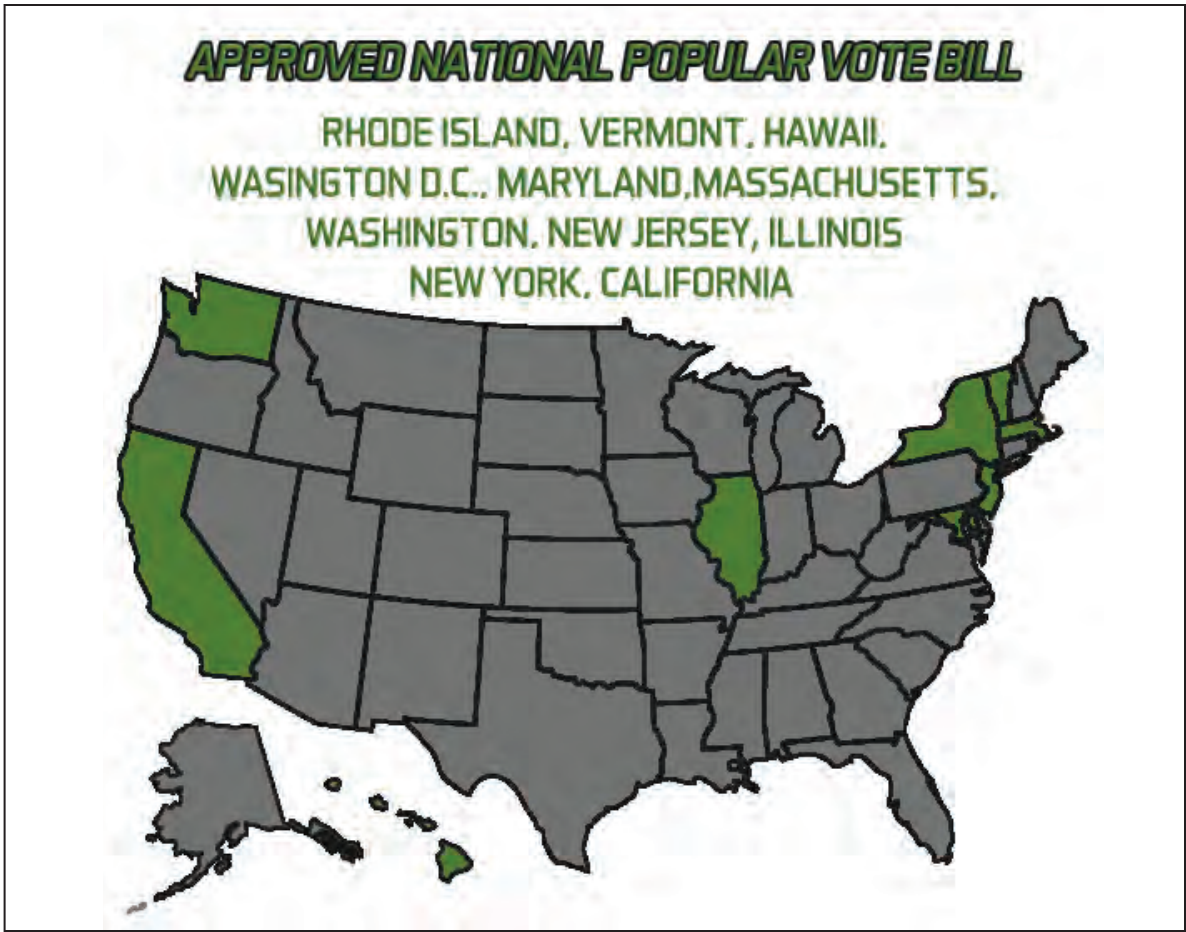 APPROVED NATIONAL POPULAR VOTE BILL
RHODE ISLAND, VERMONT, HAWAII,
WASINGTON D.C., MARYLAND,MASSACHUSETTS,
WASHINGTON, NEW JERSEY, ILLINOIS
NEW YORK, CALIFORNIA